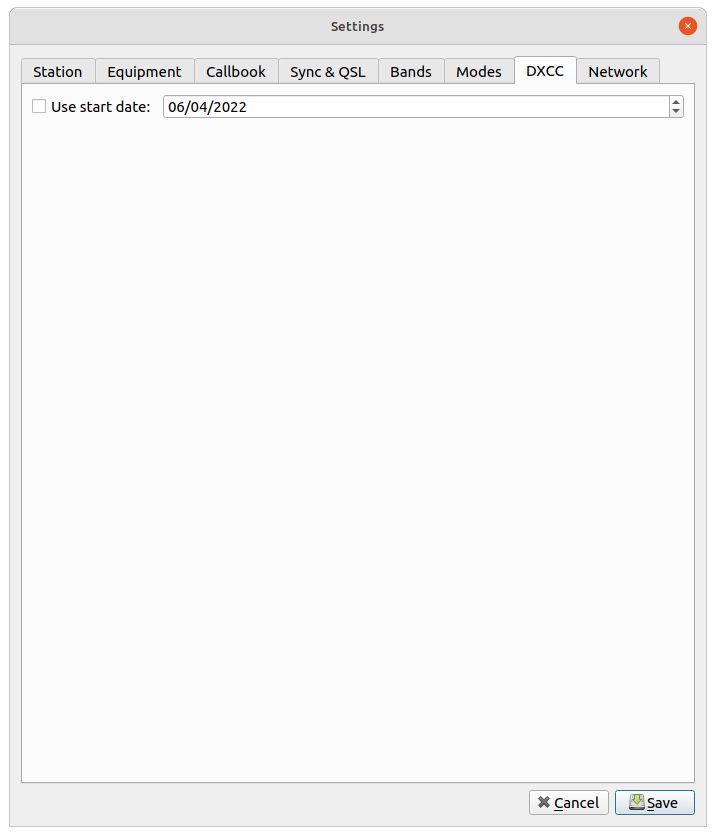 Settings
Station Equipment Callbook Sync & QSL Bands Modes DXCC Network
Use start date: 06/04/2022
Cancel Save